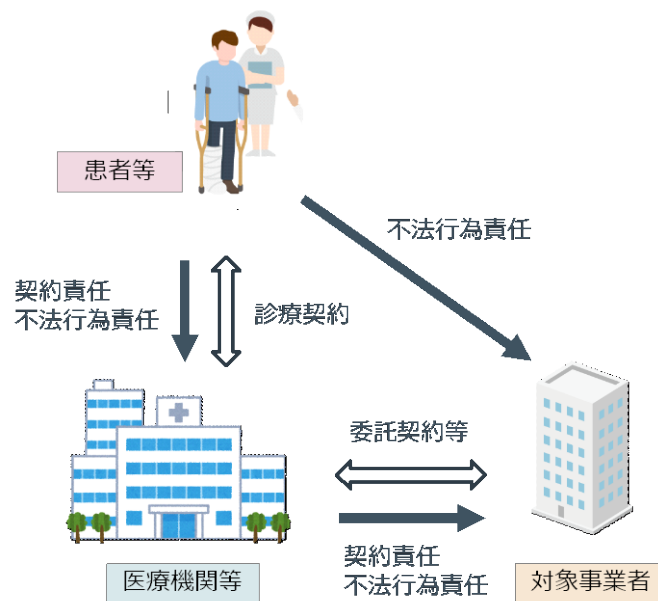 患者等
不法行為責任
契約責任
不法行為責任
診療契約
委託契約等
契約責任
不法行為責任
医療機関等
対象事業者